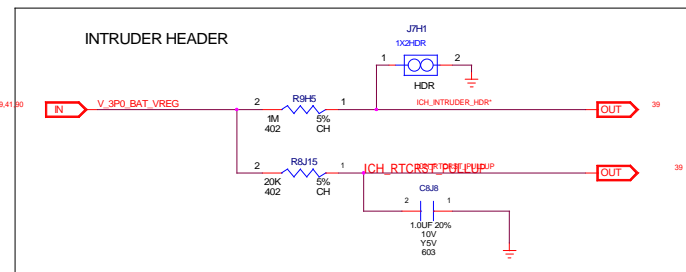 INTRUDER HEADER
J7H1
1X2HDR
1 2
HDR
9,41,90
IN
V_3P0_BAT_VREG
2 R9H5 1
1M 5%
402 CH
ICH_INTRUDER_HDR*
OUT 39
2 R8J15 1
20K 5%
402 CH
ICH_RTCRST_PULLUP
OUT 39
C8J8
2 1
1.0UF 20%
10V
Y5V
603